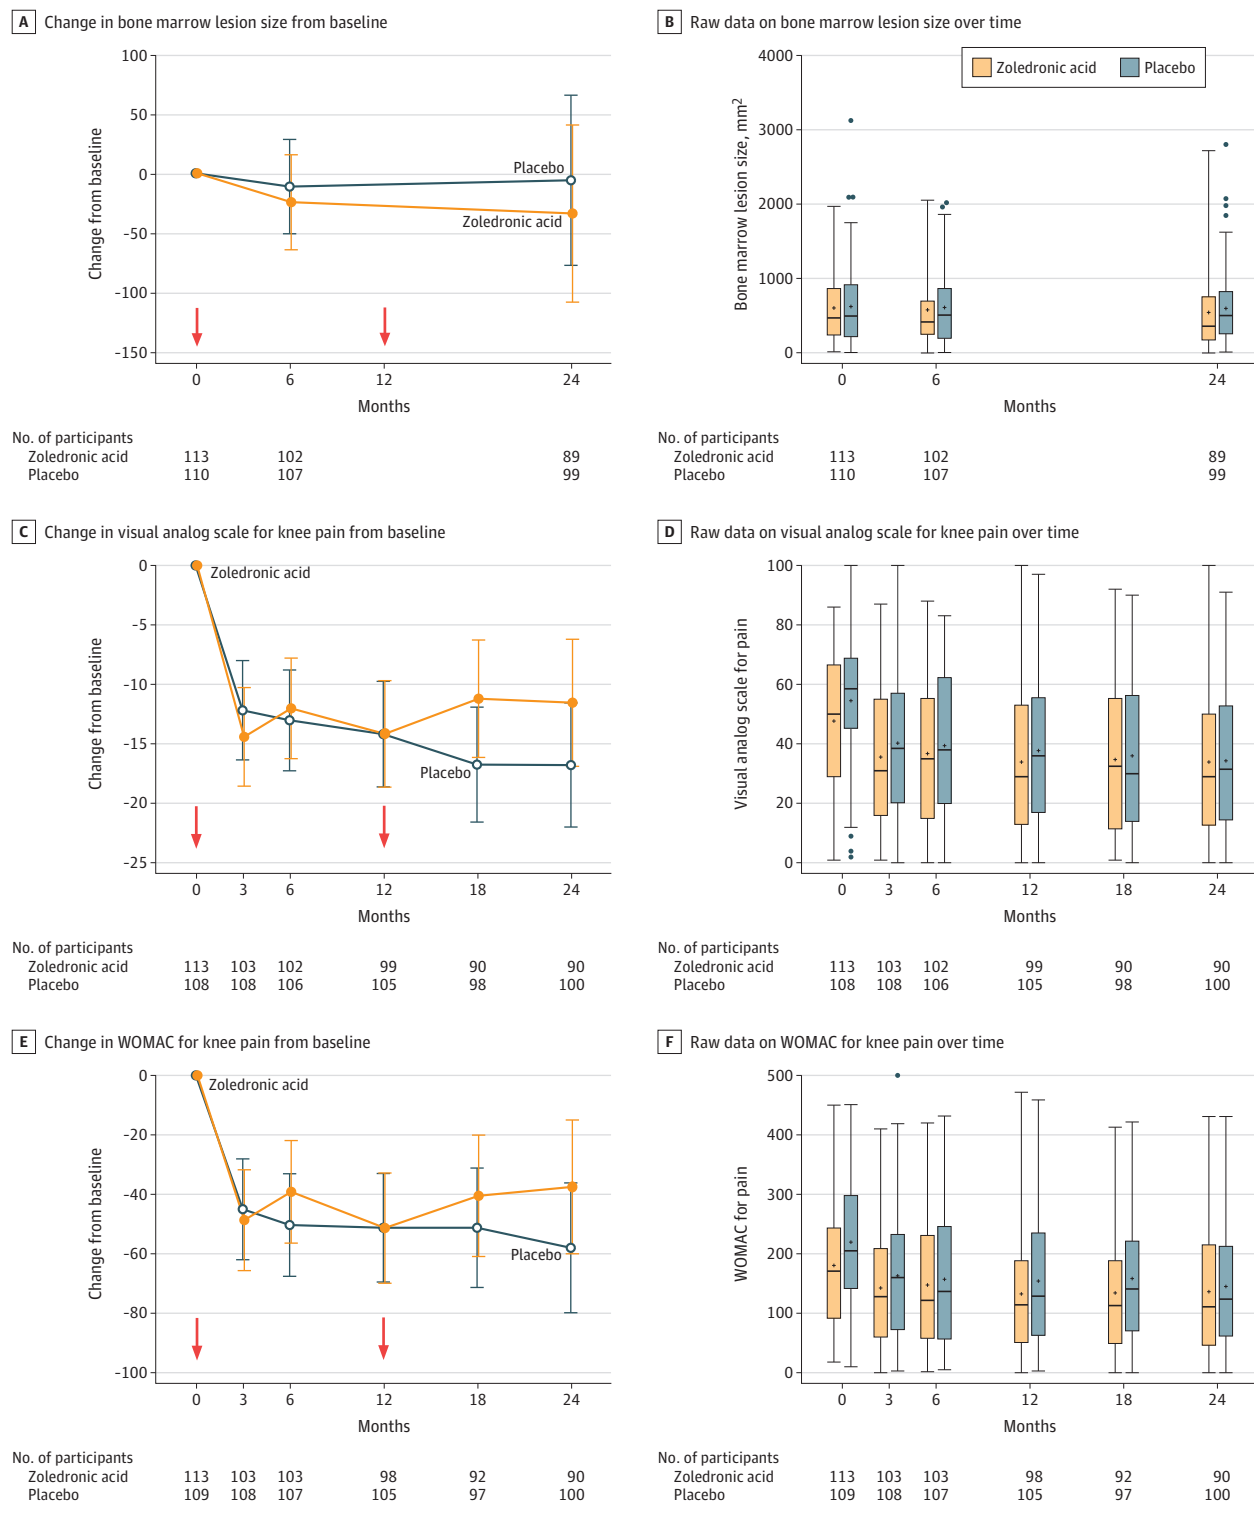 A Change in bone marrow lesion size from baseline
100
50
0
-50
-100
-150
Change from baseline
Placebo
Zoledronic acid
0 6 12 24
Months
No. of participants
Zoledronic acid 113 102 89
Placebo 110 107 99
B Raw data on bone marrow lesion size over time
Zoledronic acid Placebo
4000
3000
2000
1000
0
Bone marrow lesion size, mm2
0 6 24
Months
No. of participants
Zoledronic acid 113 102 89
Placebo 110 107 99
C Change in visual analog scale for knee pain from baseline
0
-5
-10
-15
-20
-25
Change from baseline
Zoledronic acid
Placebo
0 3 6 12 18 24
Months
No. of participants
Zoledronic acid 113 103 102 99 90 90
Placebo 108 108 106 105 98 100
D Raw data on visual analog scale for knee pain over time
100
80
60
40
20
0
Visual analog scale for pain
0 3 6 12 18 24
Months
No. of participants
Zoledronic acid 113 103 102 99 90 90
Placebo 108 108 106 105 98 100
E Change in WOMAC for knee pain from baseline
0
-20
-40
-60
-80
-100
Change from baseline
Zoledronic acid
Placebo
0 3 6 12 18 24
Months
No. of participants
Zoledronic acid 113 103 103 98 92 90
Placebo 109 108 107 105 97 100
F Raw data on WOMAC for knee pain over time
500
400
300
200
100
0
WOMAC for pain
0 3 6 12 18 24
Months
No. of participants
Zoledronic acid 113 103 103 98 92 90
Placebo 109 108 107 105 97 100